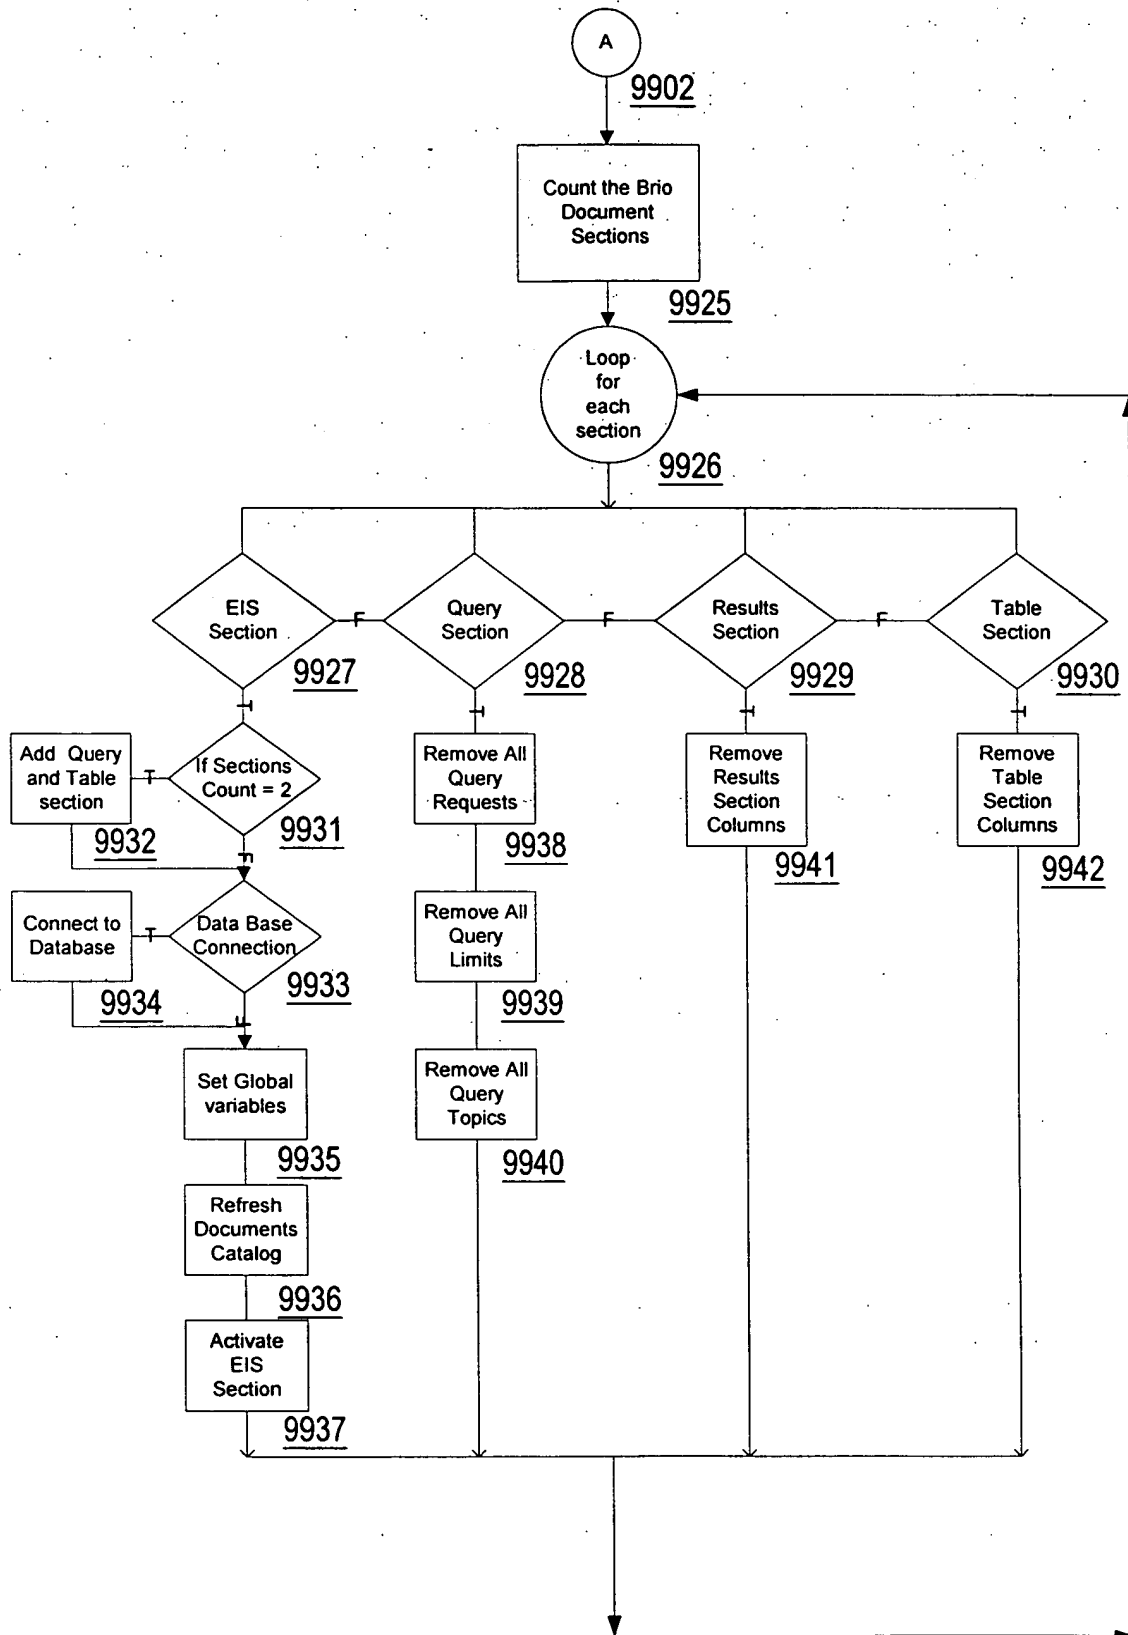 A
9902
Count the Brio
Document
Sections
9925
Loop
for
each
section
9926
EIS
Section
F
Query
Section
F
Results
Section
F
Table
Section
9927
9928
9929
9930
T
T
T
T
Add Query
and Table
section
T
If Sections
Count = 2
9932
9931
F
Remove All
Query
Requests
9938
Remove
Results
Section
Columns
9941
Remove
Table
Section
Columns
9942
Connect to
Database
T
Data Base
Connection
9934
9933
F
Remove All
Query
Limits
9939
Set Global
variables
9935
Remove All
Query
Topics
9940
Refresh
Documents
Catalog
9936
Activate
EIS
Section
9937